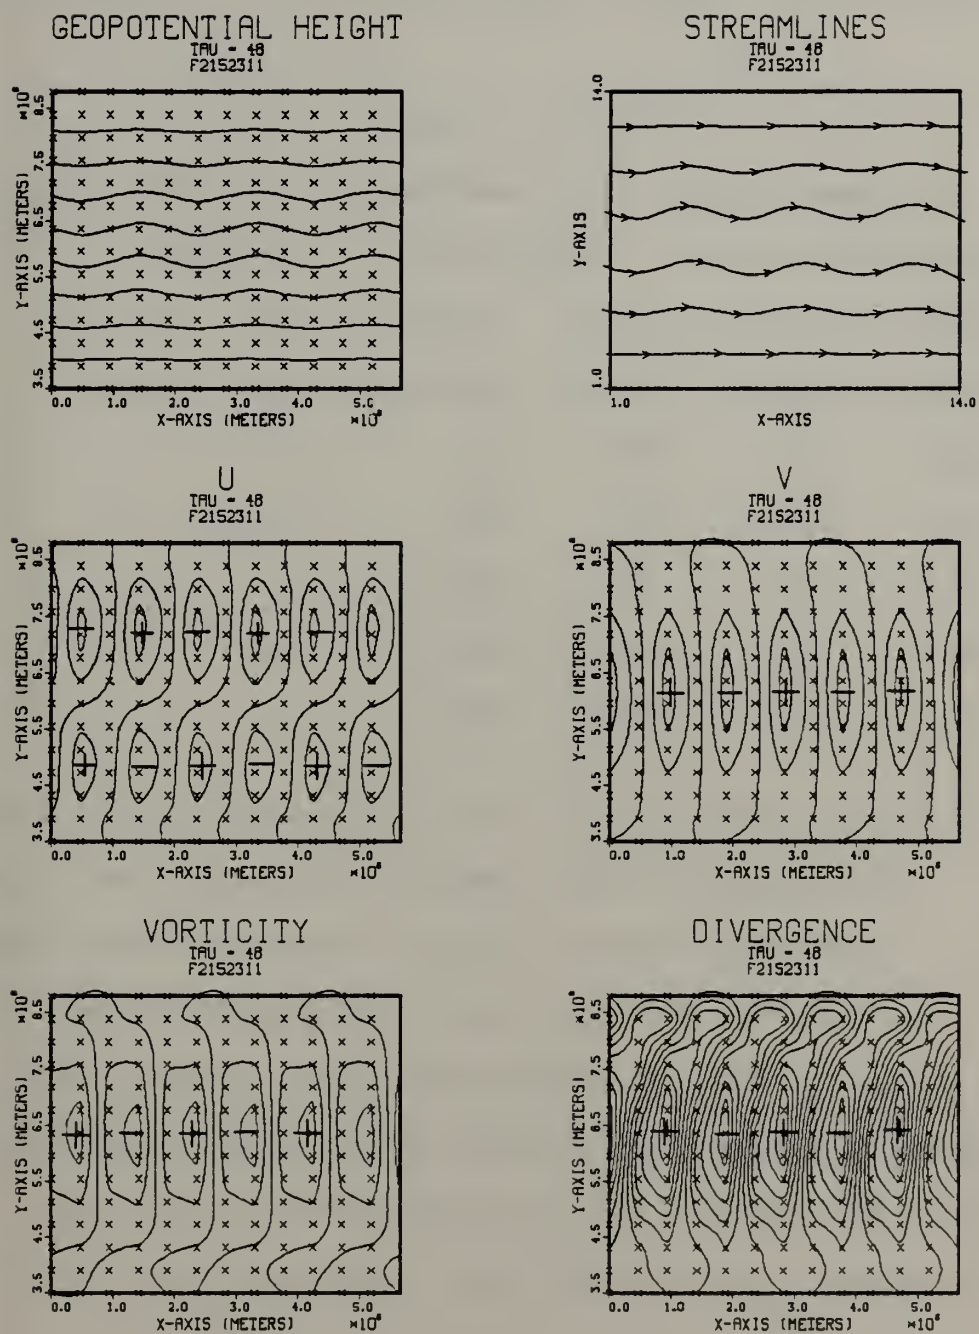 GEOPOTENTIAL HEIGHT
TAU - 48
F2152311
×10⁶
8.5
7.5
6.5
5.5
4.5
3.5
Y-AXIS (METERS)
0.0 1.0 2.0 3.0 4.0 5.0
X-AXIS (METERS) ×10⁶
STREAMLINES
TAU - 48
F2152311
14.0
Y-AXIS
1.0
1.0 14.0
X-AXIS
U
TAU - 48
F2152311
×10⁶
8.5
7.5
6.5
5.5
4.5
3.5
Y-AXIS (METERS)
0.0 1.0 2.0 3.0 4.0 5.0
X-AXIS (METERS) ×10⁶
V
TAU - 48
F2152311
×10⁶
8.5
7.5
6.5
5.5
4.5
3.5
Y-AXIS (METERS)
0.0 1.0 2.0 3.0 4.0 5.0
X-AXIS (METERS) ×10⁶
VORTICITY
TAU - 48
F2152311
×10⁶
8.5
7.5
6.5
5.5
4.5
3.5
Y-AXIS (METERS)
0.0 1.0 2.0 3.0 4.0 5.0
X-AXIS (METERS) ×10⁶
DIVERGENCE
TAU - 48
F2152311
×10⁶
8.5
7.5
6.5
5.5
4.5
3.5
Y-AXIS (METERS)
0.0 1.0 2.0 3.0 4.0 5.0
X-AXIS (METERS) ×10⁶